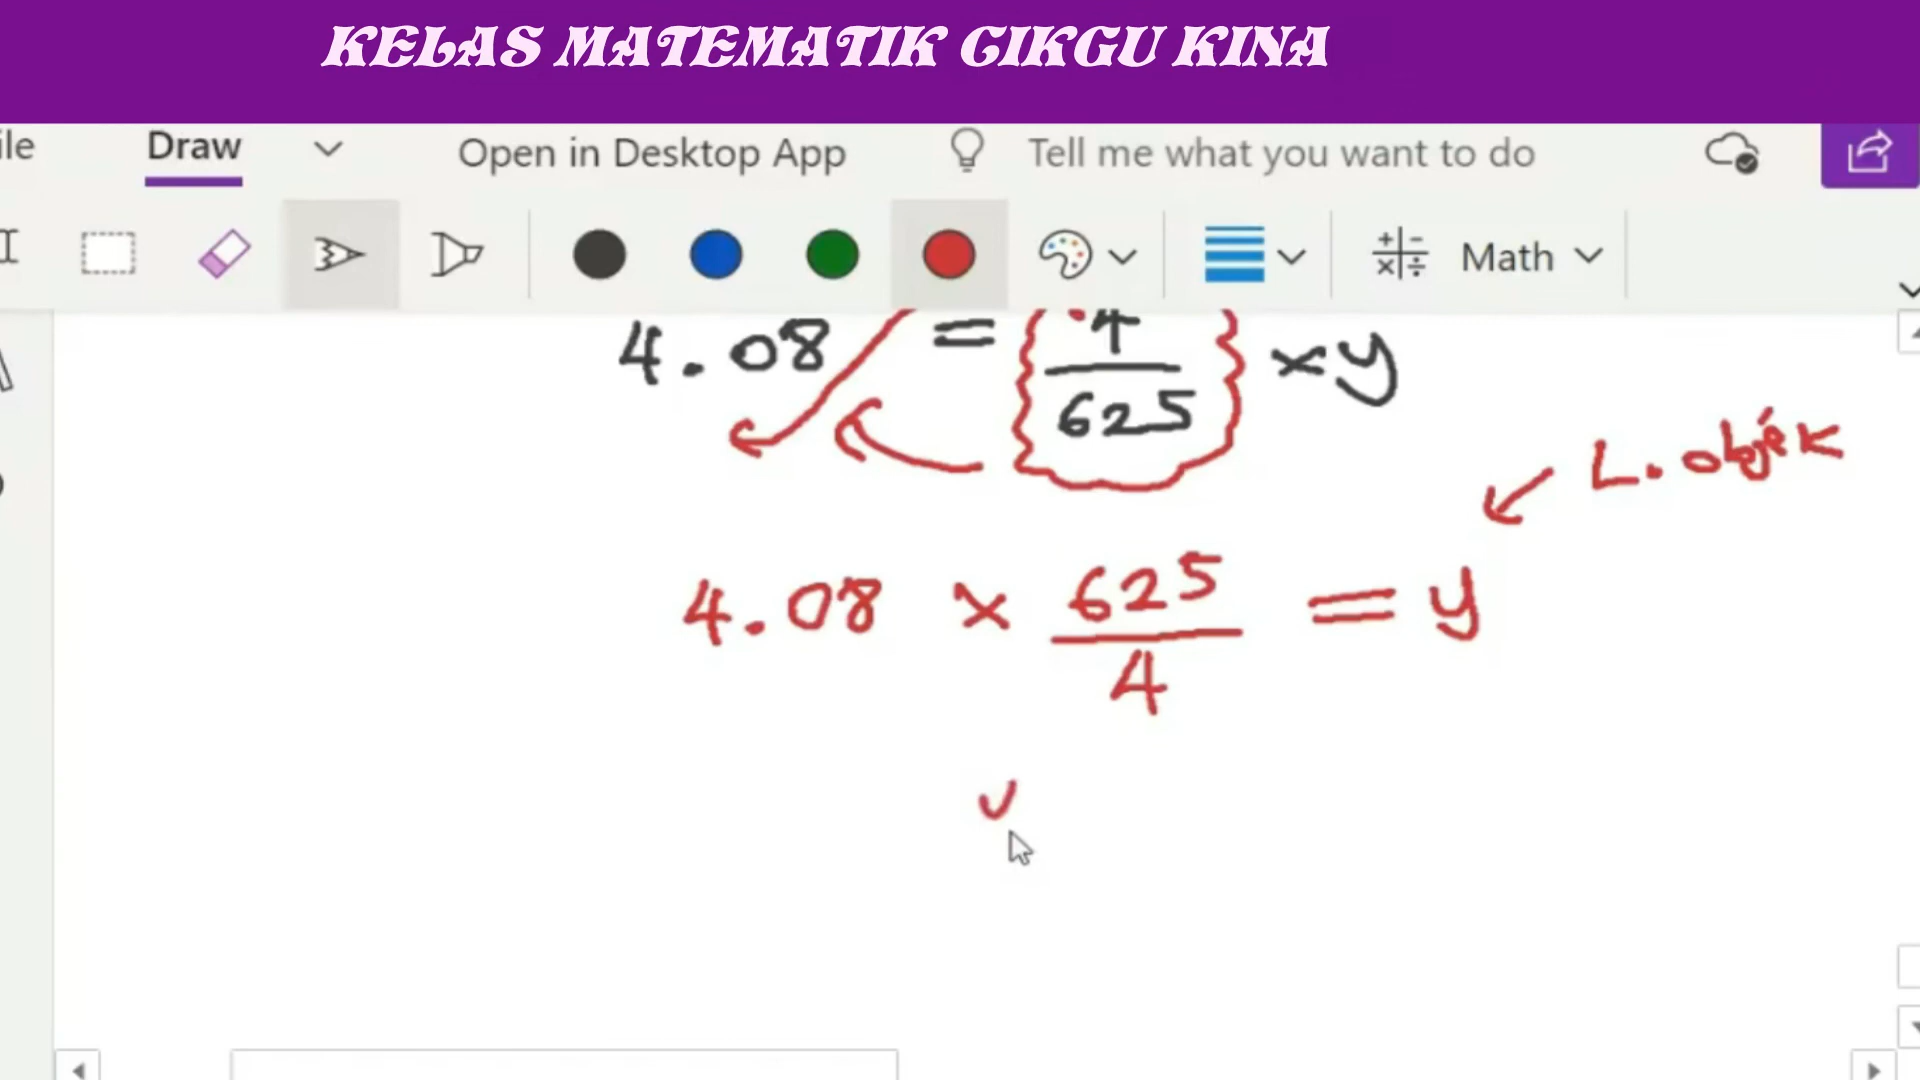 KELAS MATEMATIK CIKGU KINA
ile Draw Open in Desktop App Tell me what you want to do
Math
4.08 = 4/625 × y
L. objek
4.08 × 625/4 = y